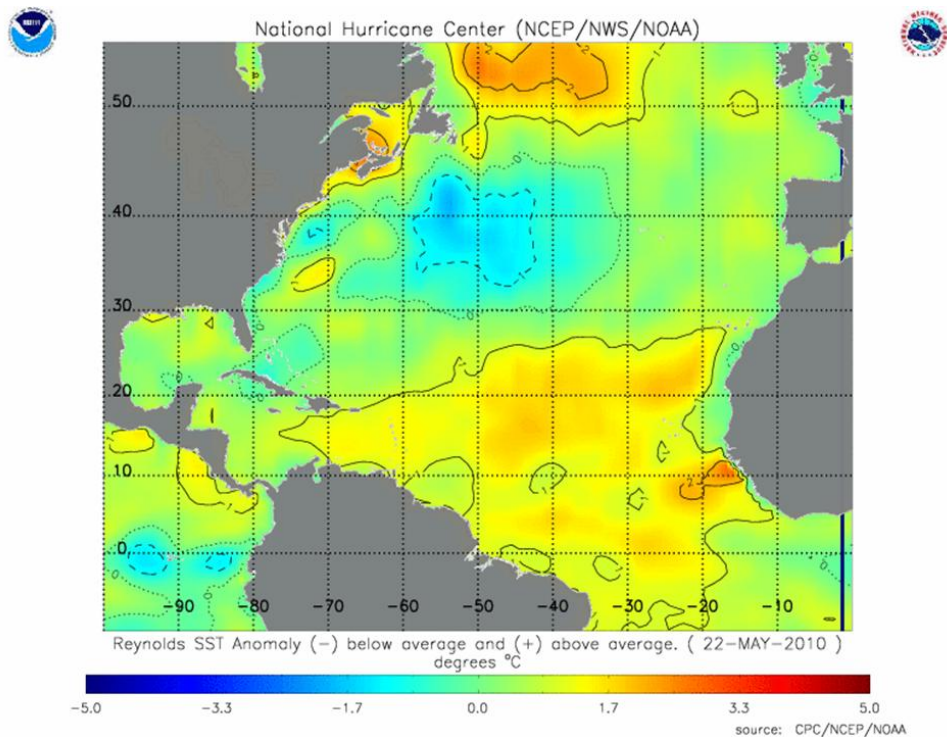 National Hurricane Center (NCEP/NWS/NOAA)
50
40
30
20
10
0
-90 -80 -70 -60 -50 -40 -30 -20 -10
Reynolds SST Anomaly (-) below average and (+) above average. ( 22-MAY-2010 )
degrees °C
-5.0 -3.3 -1.7 0.0 1.7 3.3 5.0
source: CPC/NCEP/NOAA